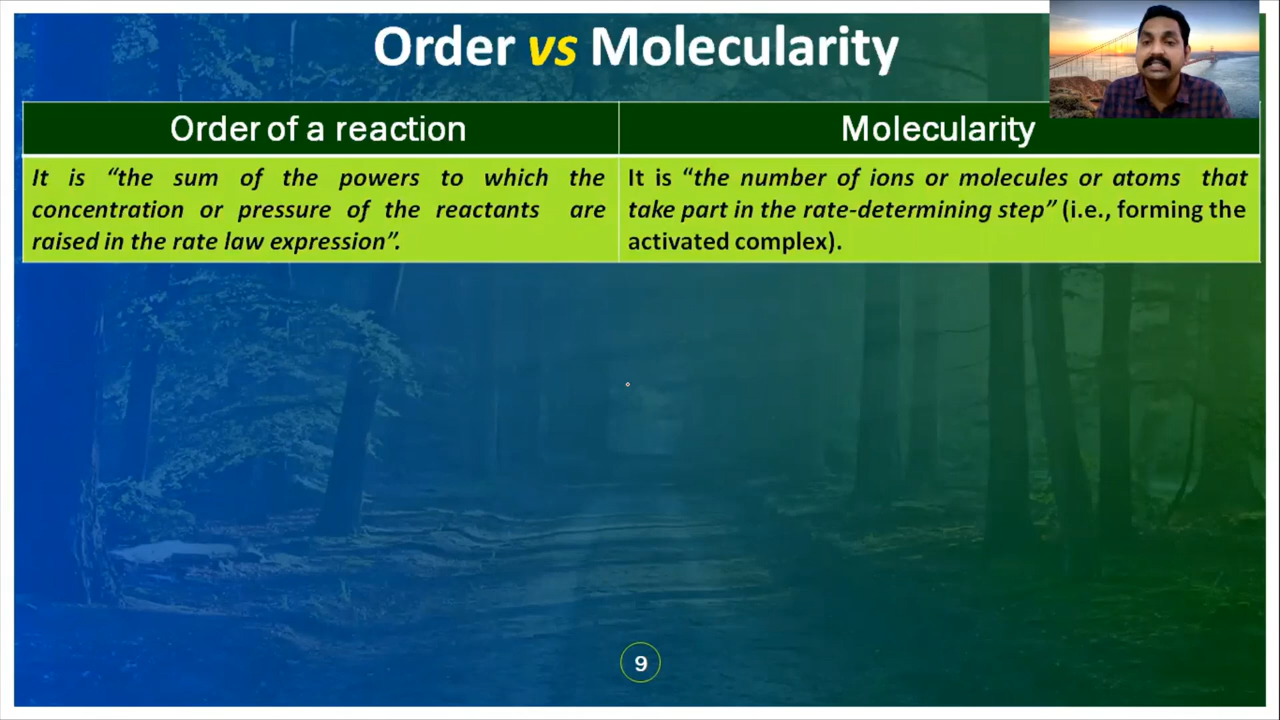 Order vs Molecularity
Order of a reaction
Molecularity
It is “the sum of the powers to which the
concentration or pressure of the reactants are
raised in the rate law expression”.
It is “the number of ions or molecules or atoms that
take part in the rate-determining step” (i.e., forming the
activated complex).
9